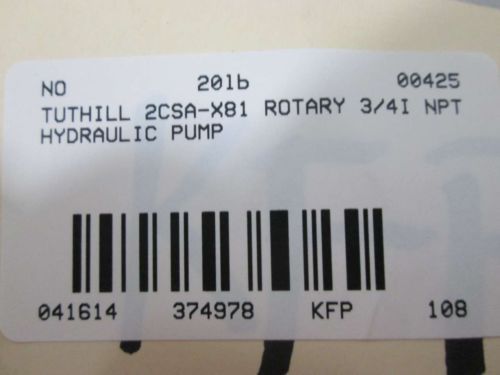 NO 201b 00425
TUTHILL 2CSA-X81 ROTARY 3/4I NPT
HYDRAULIC PUMP
041614 374978 KFP 108